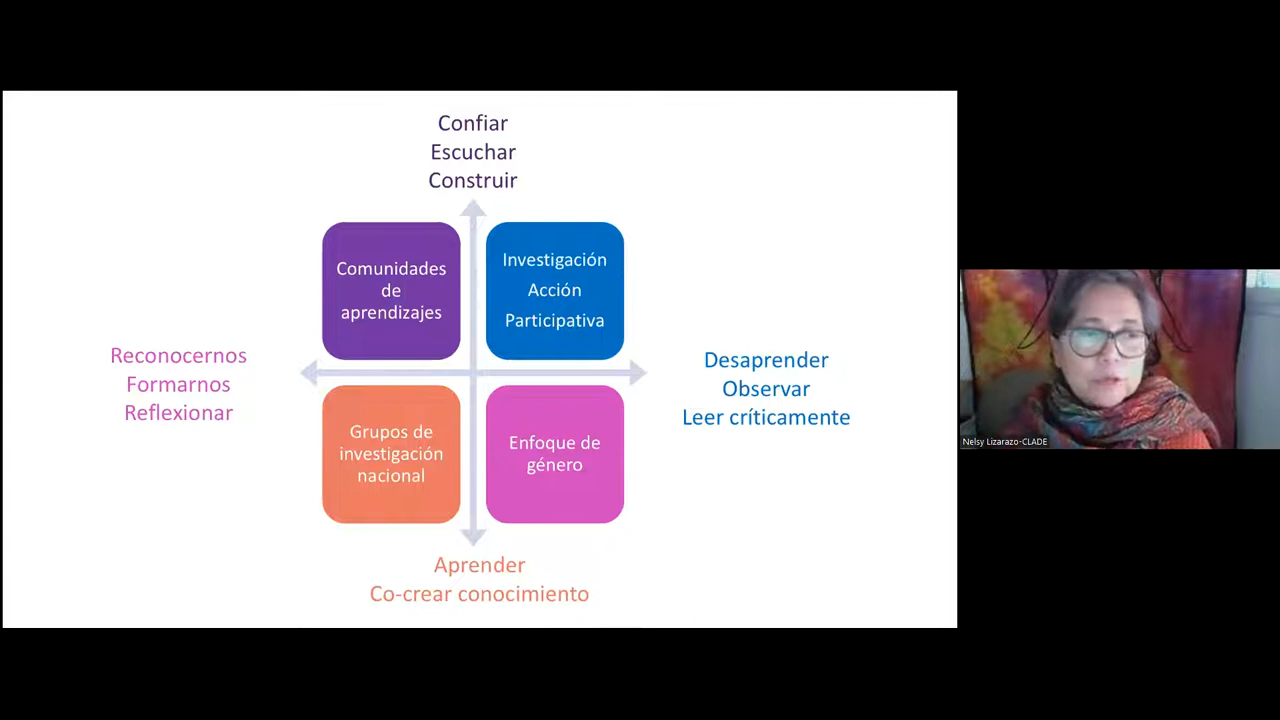 Confiar
Escuchar
Construir
Comunidades
de
aprendizajes
Investigación
Acción
Participativa
Reconocernos
Formarnos
Reflexionar
Desaprender
Observar
Leer críticamente
Grupos de
investigación
nacional
Enfoque de
género
Aprender
Co-crear conocimiento
Nelsy Lizarazo-CLADE